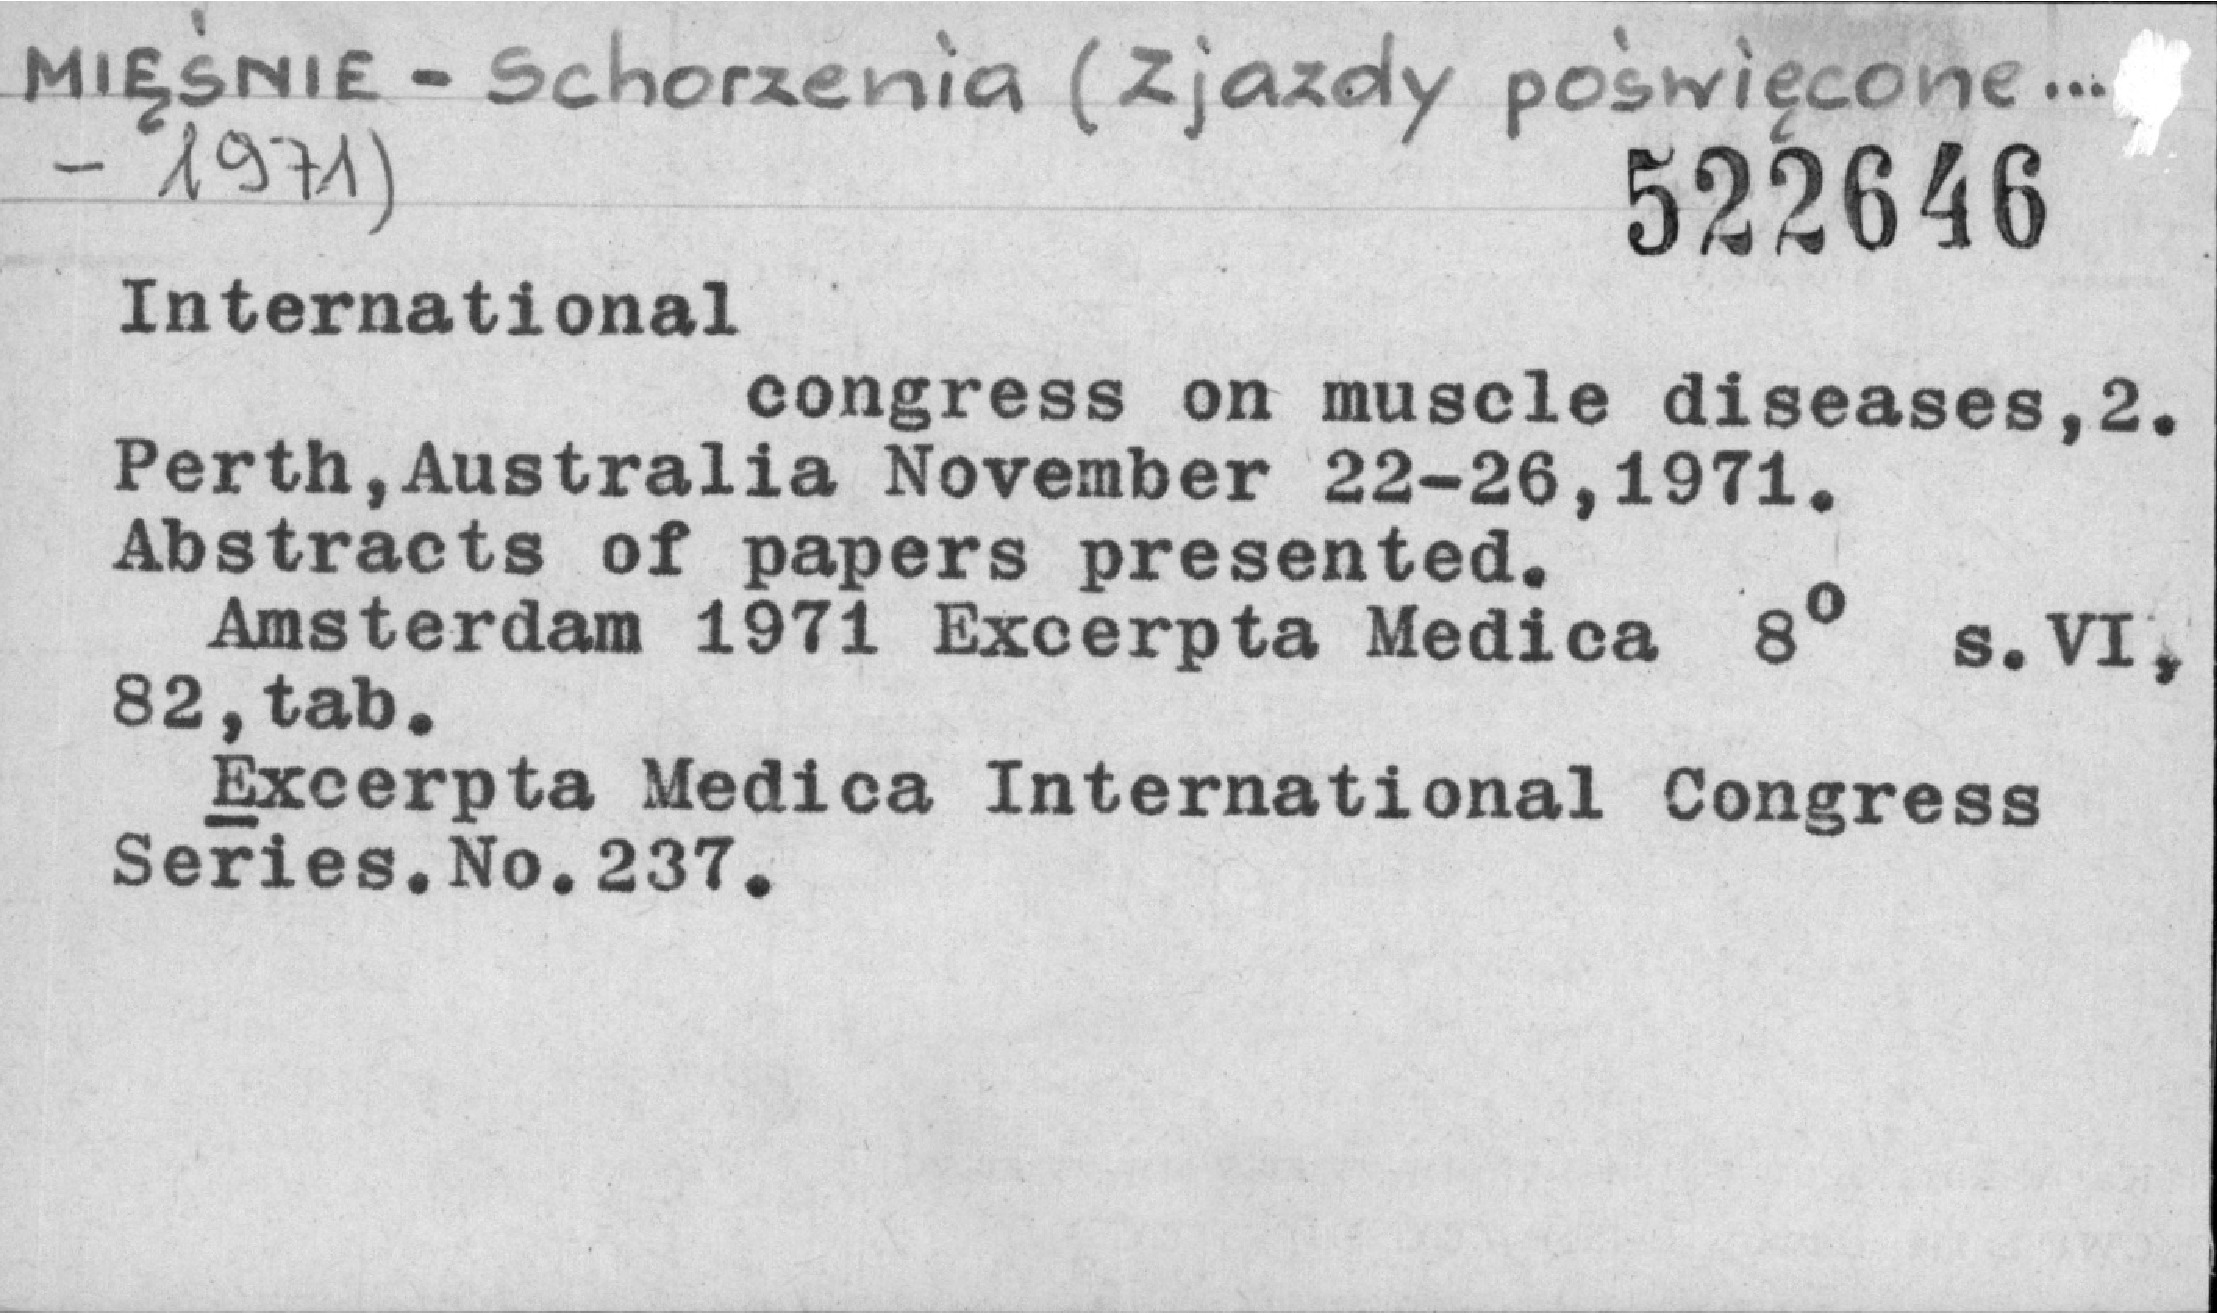 MIĘŚNIE - Schorzenia (Zjazdy poświęcone...
- 1971)
522646
International
congress on muscle diseases,2.
Perth,Australia November 22-26,1971.
Abstracts of papers presented.
Amsterdam 1971 Excerpta Medica 8° s.VI,
82,tab.
Excerpta Medica International Congress
Series.No.237.